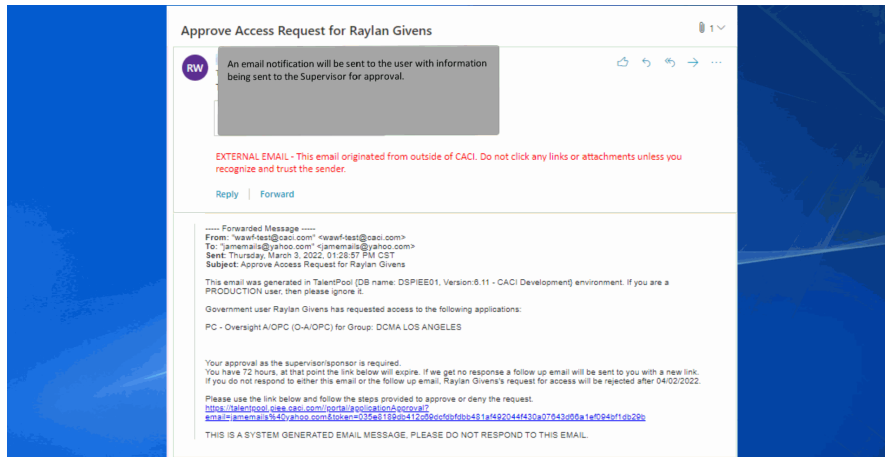 Approve Access Request for Raylan Givens
1
RW
An email notification will be sent to the user with information
being sent to the Supervisor for approval.
EXTERNAL EMAIL - This email originated from outside of CACI. Do not click any links or attachments unless you
recognize and trust the sender.
Reply | Forward
----- Forwarded Message -----
From: "wawf-test@caci.com" <wawf-test@caci.com>
To: "jamemails@yahoo.com" <jamemails@yahoo.com>
Sent: Thursday, March 3, 2022, 01:28:57 PM CST
Subject: Approve Access Request for Raylan Givens
This email was generated in TalentPool {DB name: DSPIEE01, Version:6.11 - CACI Development} environment. If you are a
PRODUCTION user, then please ignore it.
Government user Raylan Givens has requested access to the following applications:
PC - Oversight A/OPC (O-A/OPC) for Group: DCMA LOS ANGELES
Your approval as the supervisor/sponsor is required.
You have 72 hours, at that point the link below will expire. If we get no response a follow up email will be sent to you with a new link.
If you do not respond to either this email or the follow up email, Raylan Givens's request for access will be rejected after 04/02/2022.
Please use the link below and follow the steps provided to approve or deny the request.
https://talentpool.piee.caci.com//portal/applicationApproval?
email=jamemails%40yahoo.com&token=035e8189db412c69dcfdbfdbb481af492044f430a07643d66a1ef094bf1db29b
THIS IS A SYSTEM GENERATED EMAIL MESSAGE, PLEASE DO NOT RESPOND TO THIS EMAIL.